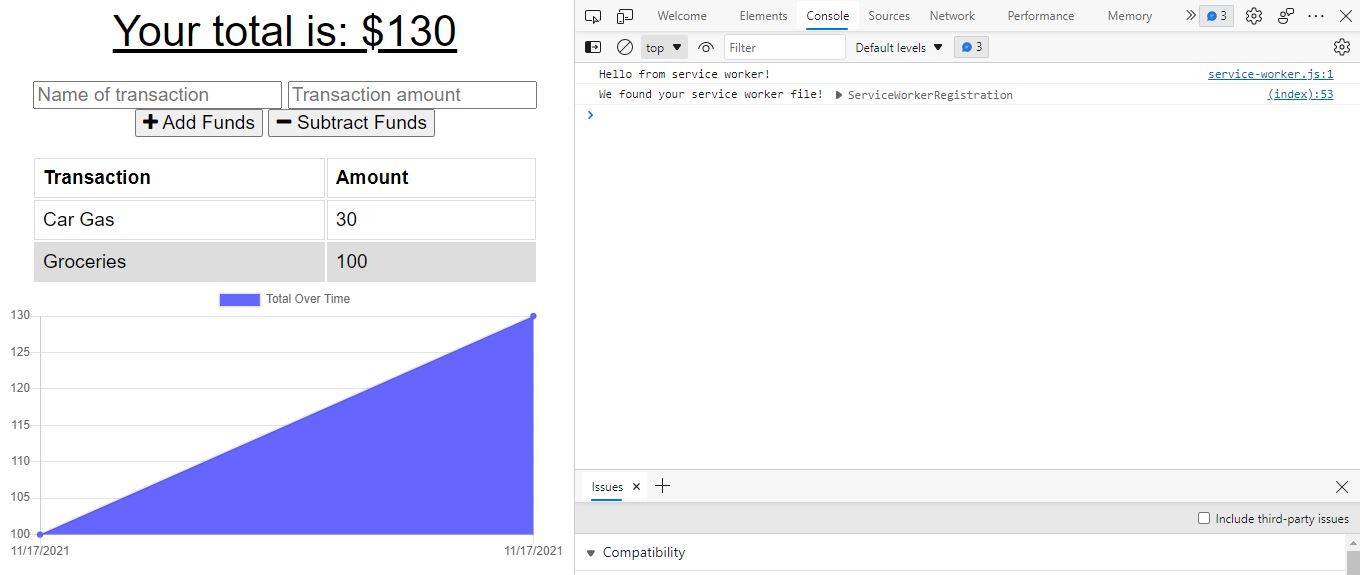 Your total is: $130
Name of transaction Transaction amount
Add Funds Subtract Funds
Transaction Amount
Car Gas 30
Groceries 100
Total Over Time
130
125
120
115
110
105
100
11/17/2021 11/17/2021
Welcome Elements Console Sources Network Performance Memory 3
top Filter Default levels 3
Hello from service worker! service-worker.js:1
We found your service worker file! ServiceWorkerRegistration (index):53
Issues
Include third-party issues
Compatibility